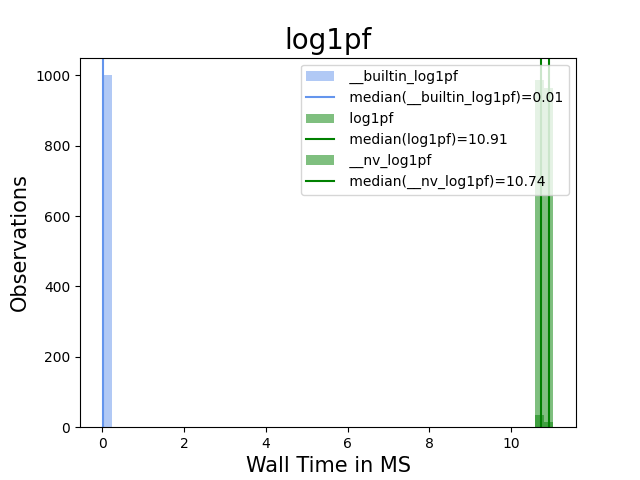 log1pf
Observations
1000
800
600
400
200
0
__builtin_log1pf
median(__builtin_log1pf)=0.01
log1pf
median(log1pf)=10.91
__nv_log1pf
median(__nv_log1pf)=10.74
0 2 4 6 8 10
Wall Time in MS